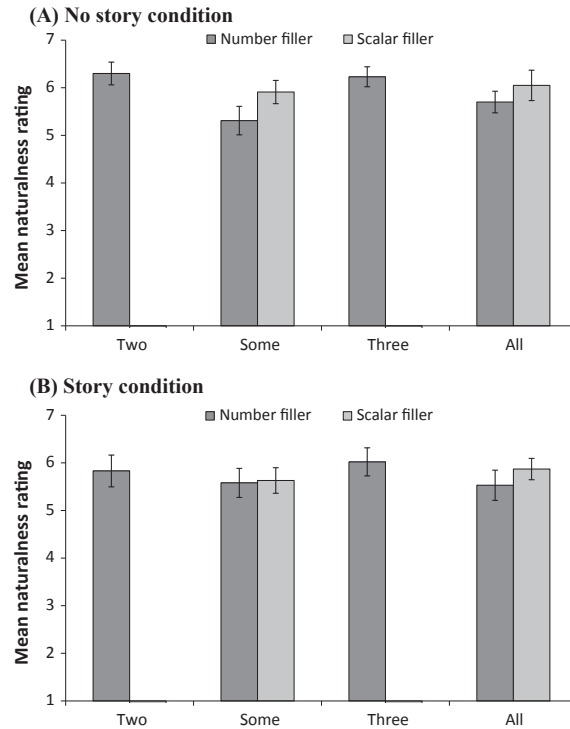 (A) No story condition
Number filler Scalar filler
Mean naturalness rating
7
6
5
4
3
2
1
Two Some Three All
(B) Story condition
Number filler Scalar filler
Mean naturalness rating
7
6
5
4
3
2
1
Two Some Three All